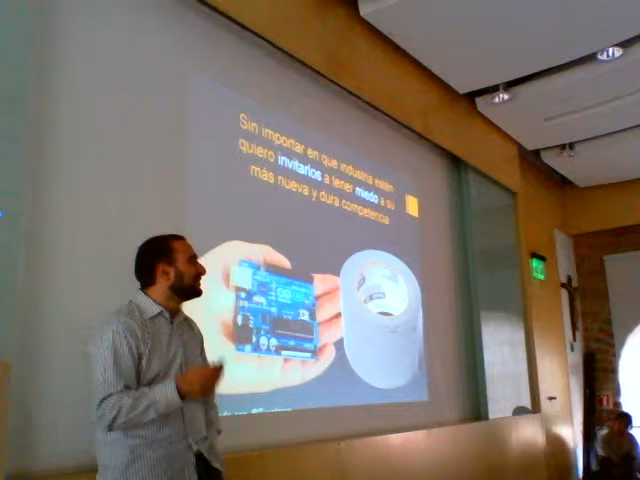 Sin importar en que industria estén
quiero invitarlos a tener miedo a su
más nueva y dura competencia